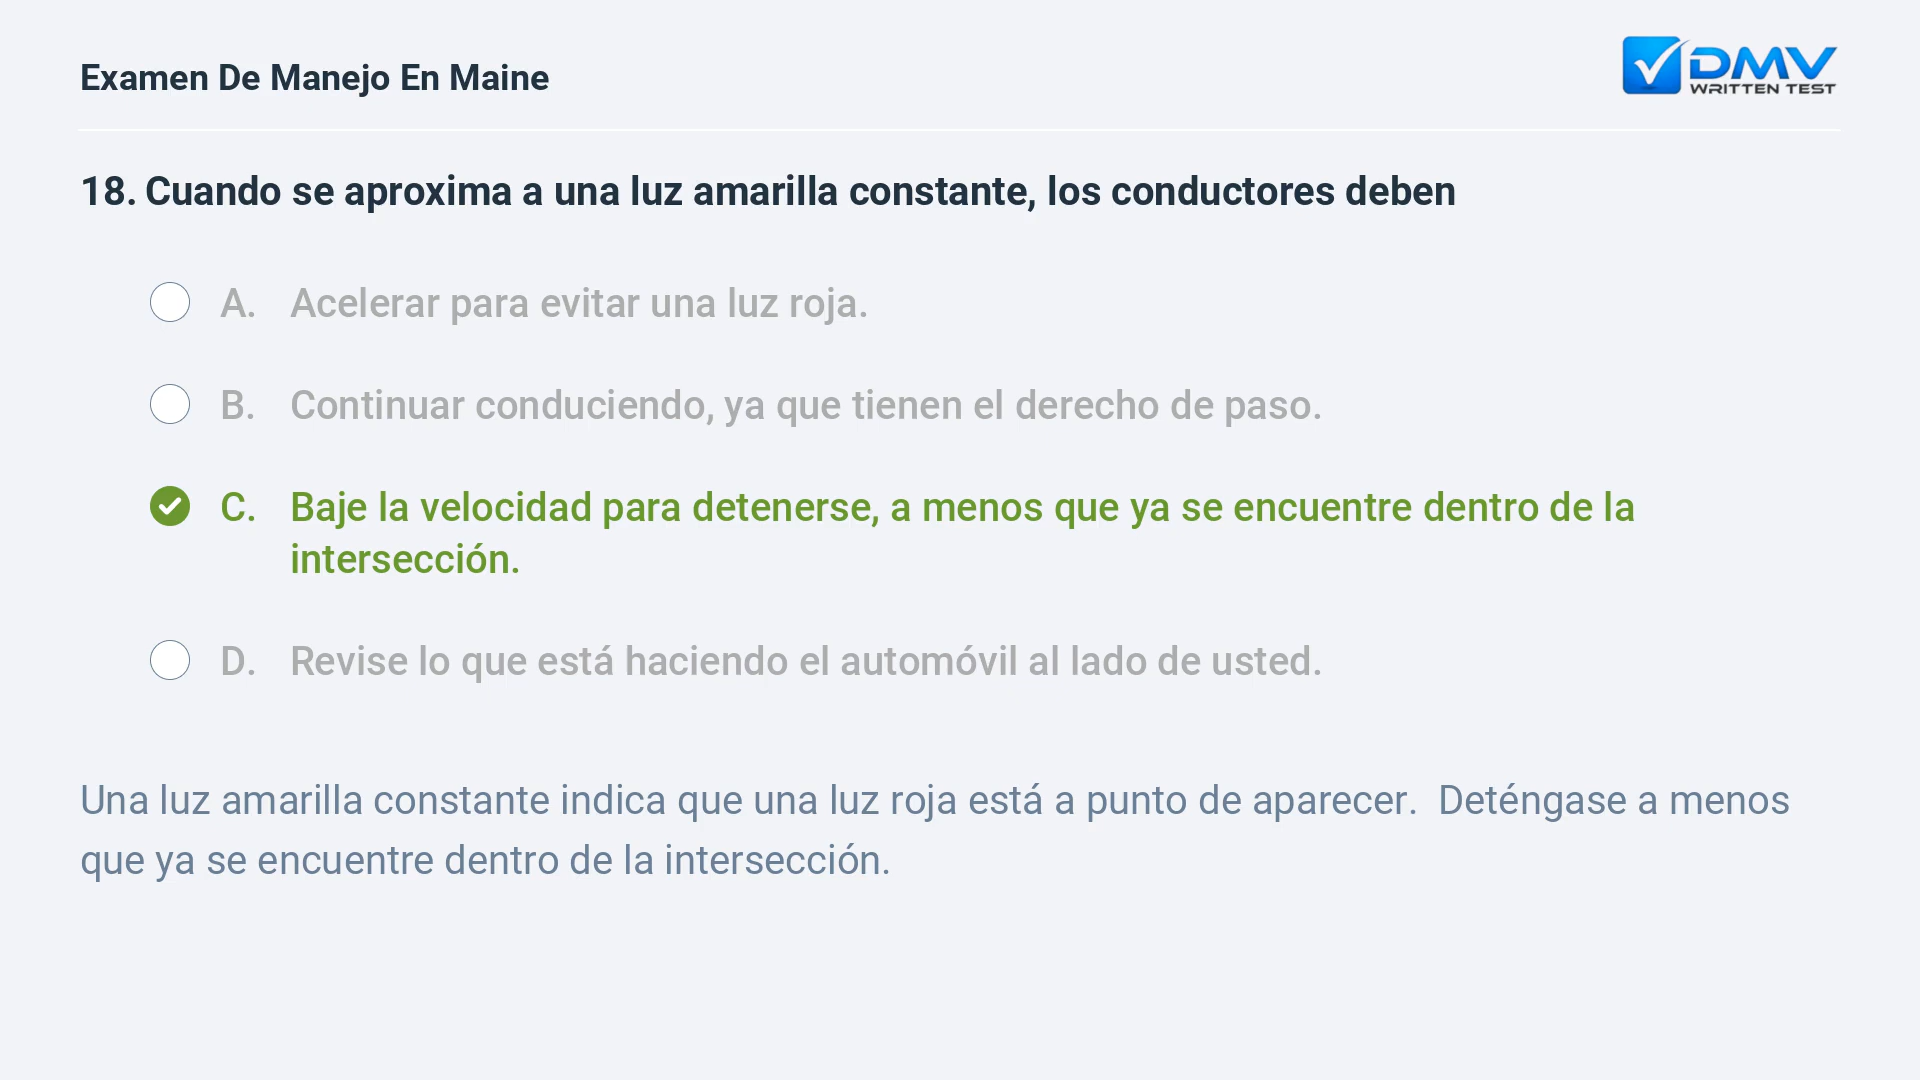 Examen De Manejo En Maine
DMV
WRITTEN TEST
18. Cuando se aproxima a una luz amarilla constante, los conductores deben
A. Acelerar para evitar una luz roja.
B. Continuar conduciendo, ya que tienen el derecho de paso.
C. Baje la velocidad para detenerse, a menos que ya se encuentre dentro de la
intersección.
D. Revise lo que está haciendo el automóvil al lado de usted.
Una luz amarilla constante indica que una luz roja está a punto de aparecer.  Deténgase a menos
que ya se encuentre dentro de la intersección.